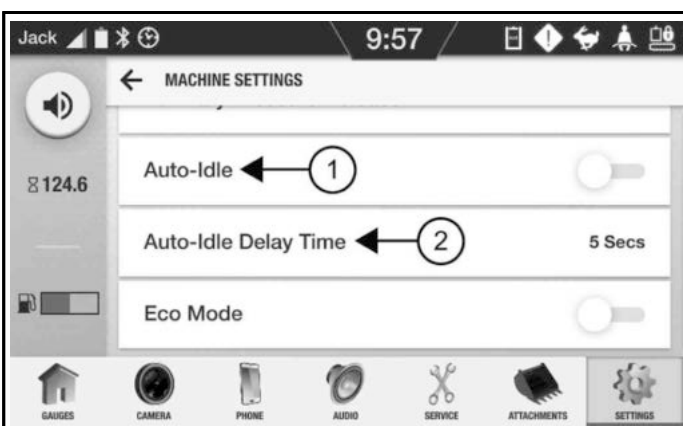 Jack 9:57
MACHINE SETTINGS
Auto-Idle 1
124.6
Auto-Idle Delay Time 2 5 Secs
Eco Mode
GAUGES CAMERA PHONE AUDIO SERVICE ATTACHMENTS SETTINGS